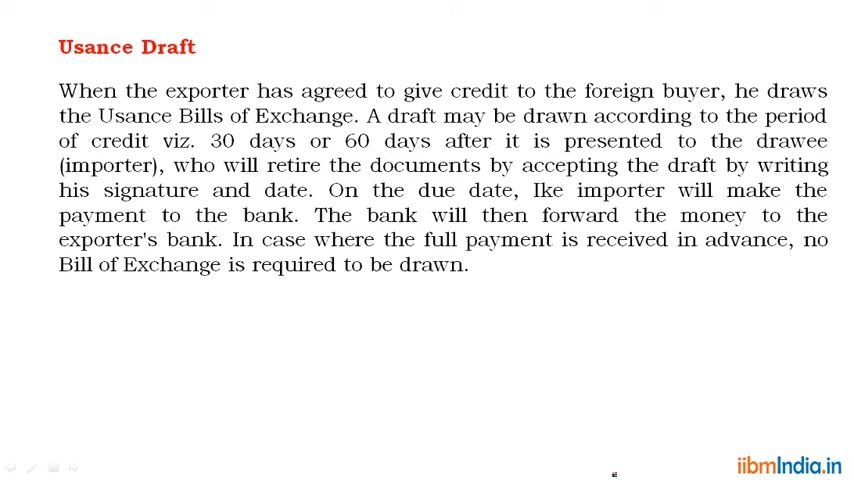 Usance Draft
When the exporter has agreed to give credit to the foreign buyer, he draws
the Usance Bills of Exchange. A draft may be drawn according to the period
of credit viz. 30 days or 60 days after it is presented to the drawee
(importer), who will retire the documents by accepting the draft by writing
his signature and date. On the due date, Ike importer will make the
payment to the bank. The bank will then forward the money to the
exporter's bank. In case where the full payment is received in advance, no
Bill of Exchange is required to be drawn.
iibmIndia.in